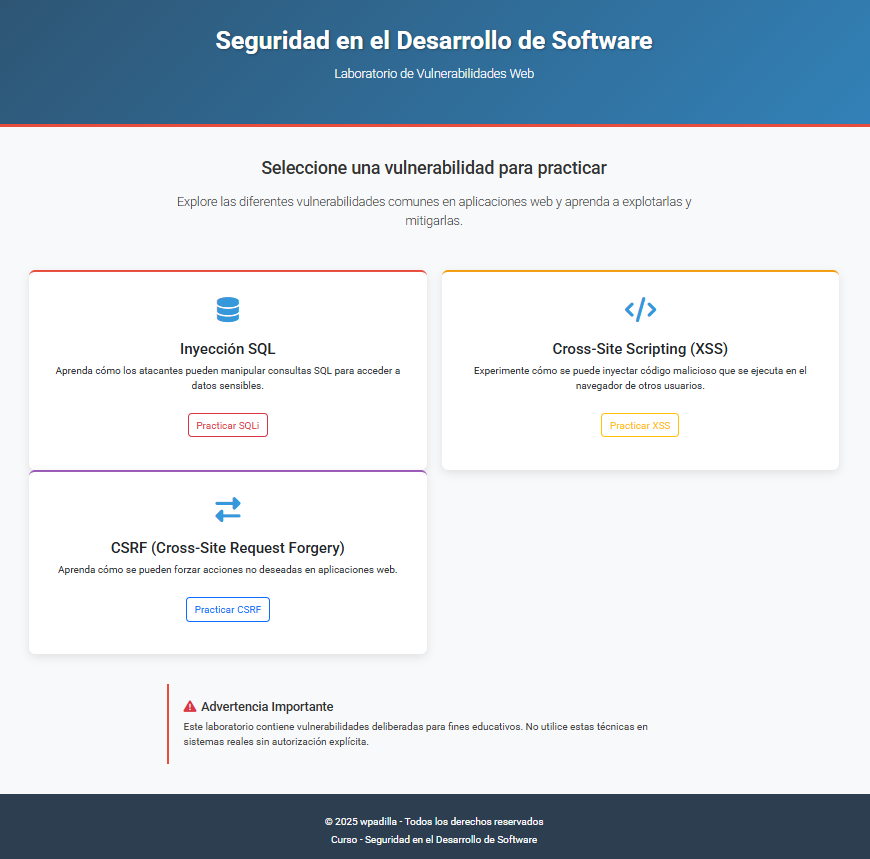 Seguridad en el Desarrollo de Software
Laboratorio de Vulnerabilidades Web
Seleccione una vulnerabilidad para practicar
Explore las diferentes vulnerabilidades comunes en aplicaciones web y aprenda a explotarlas y
mitigarlas.
Inyección SQL
Aprenda cómo los atacantes pueden manipular consultas SQL para acceder a
datos sensibles.
Practicar SQLi
Cross-Site Scripting (XSS)
Experimente cómo se puede inyectar código malicioso que se ejecuta en el
navegador de otros usuarios.
Practicar XSS
CSRF (Cross-Site Request Forgery)
Aprenda cómo se pueden forzar acciones no deseadas en aplicaciones web.
Practicar CSRF
Advertencia Importante
Este laboratorio contiene vulnerabilidades deliberadas para fines educativos. No utilice estas técnicas en
sistemas reales sin autorización explícita.
© 2025 wpadilla - Todos los derechos reservados
Curso - Seguridad en el Desarrollo de Software